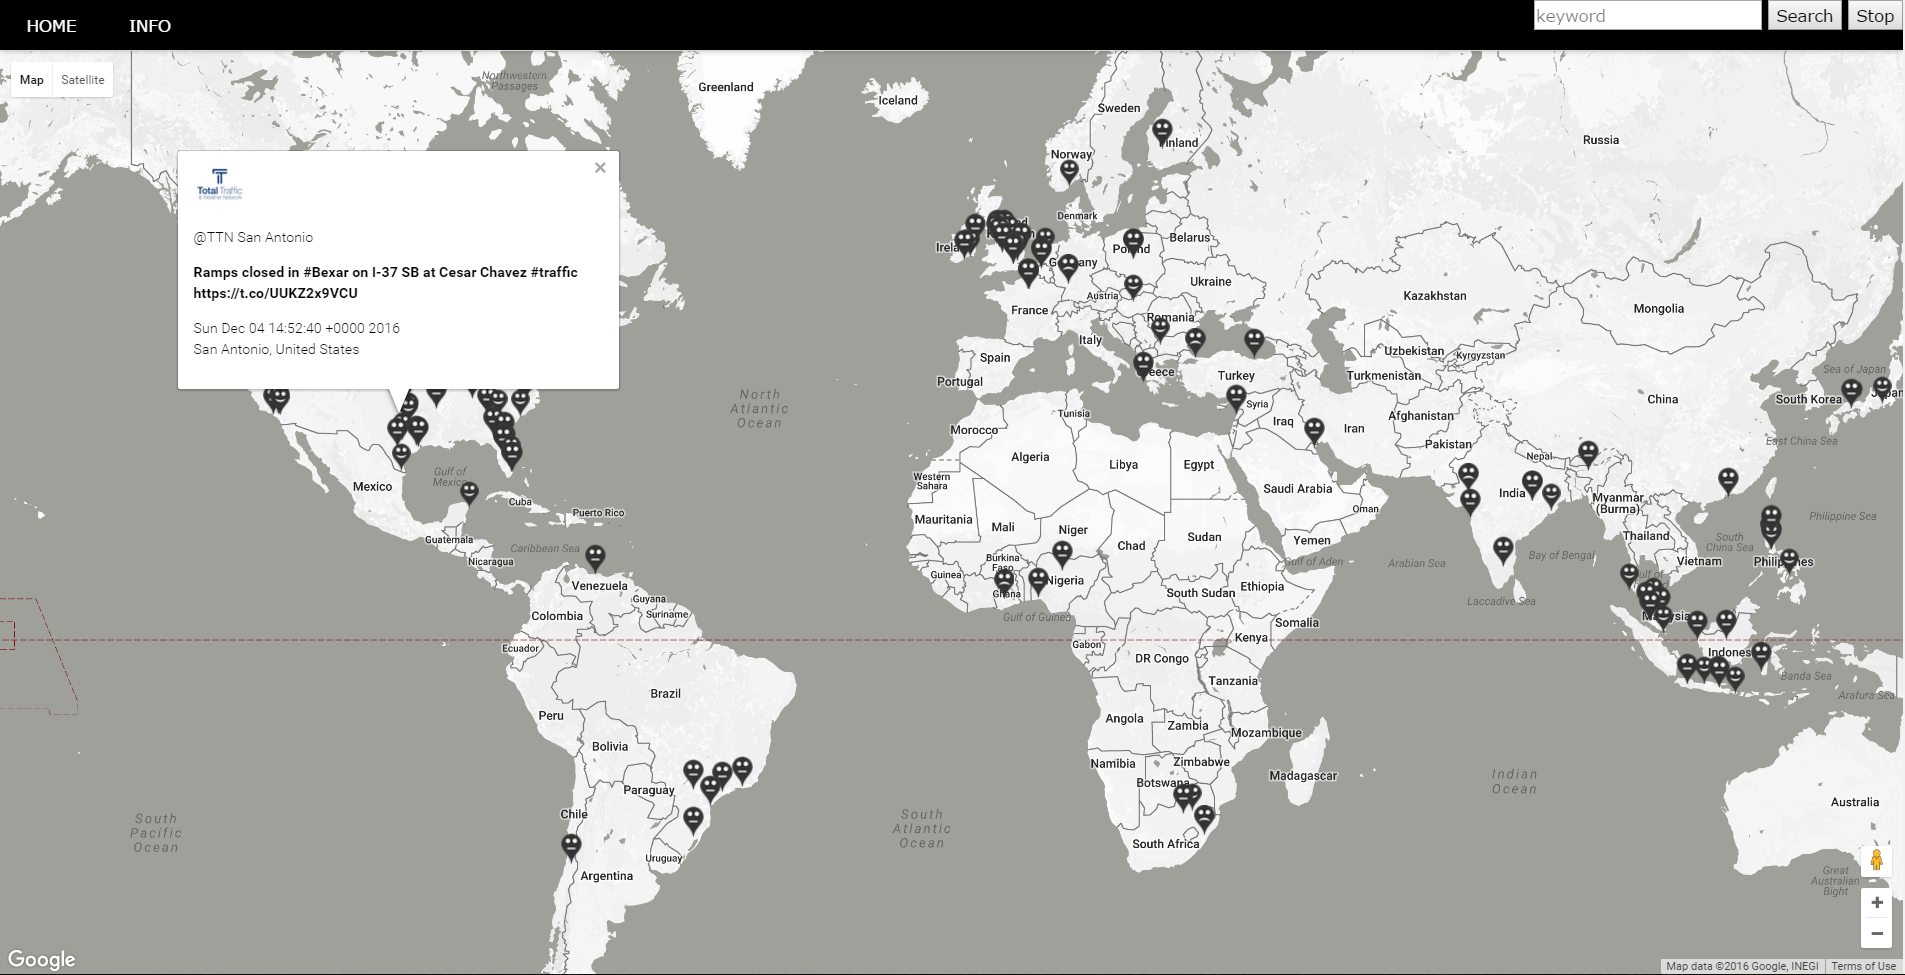 HOME INFO
keyword Search Stop
Map Satellite
Northwestern
Passages
Greenland
Iceland
Sweden
Norway
Russia
Denmark
Belarus
Ukraine
Austria
France
Romania
Italy
Spain
Portugal
Turkey
Kazakhstan
Mongolia
Uzbekistan
Kyrgyzstan
Turkmenistan
Sea of Japan
South Korea
China
Total Traffic
& Weather Network
×
@TTN San Antonio
Ramps closed in #Bexar on I-37 SB at Cesar Chavez #traffic
https://t.co/UUKZ2x9VCU
Sun Dec 04 14:52:40 +0000 2016
San Antonio, United States
North
Atlantic
Ocean
Tunisia
Syria
Morocco
Iraq
Iran
Afghanistan
Pakistan
East China Sea
Algeria
Libya
Egypt
Nepal
Gulf of
Mexico
Mexico
Cuba
Puerto Rico
Western
Sahara
Saudi Arabia
Oman
India
Myanmar
(Burma)
Mauritania
Mali
Niger
Chad
Sudan
Yemen
Thailand
South
China Sea
Philippine Sea
Guatemala
Caribbean Sea
Nicaragua
Burkina
Faso
Gulf of Aden
Arabian Sea
Bay of Bengal
Vietnam
Philippines
Venezuela
Guyana
Suriname
Colombia
Guinea
Ghana
Nigeria
South Sudan
Ethiopia
Laccadive Sea
Gulf of
Gulf of Guinea
Somalia
Malaysia
Ecuador
Gabon
Kenya
DR Congo
Tanzania
Brazil
Peru
Bolivia
Angola
Zambia
Mozambique
Banda Sea
Arafura Sea
Namibia
Zimbabwe
Botswana
Madagascar
Indian
Ocean
Paraguay
Chile
South
Pacific
Ocean
South
Atlantic
Ocean
Uruguay
Argentina
South Africa
Australia
Great
Australian
Bight
+
−
Google
Map data ©2016 Google, INEGI Terms of Use